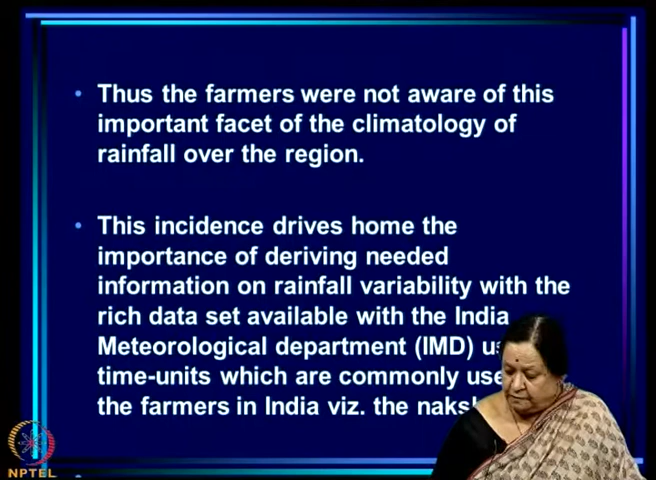 Thus the farmers were not aware of this
important facet of the climatology of
rainfall over the region.
This incidence drives home the
importance of deriving needed
information on rainfall variability with the
rich data set available with the India
Meteorological department (IMD)
time-units which are commonly
the farmers in India viz. the
NPTEL